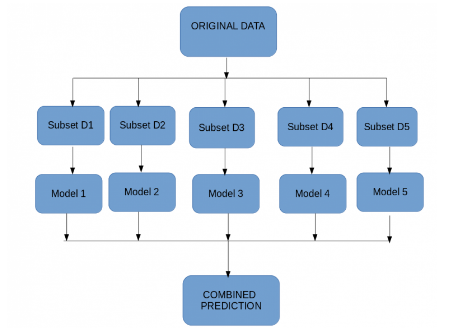 ORIGINAL DATA
Subset D1
Subset D2
Subset D3
Subset D4
Subset D5
Model 1
Model 2
Model 3
Model 4
Model 5
COMBINED
PREDICTION